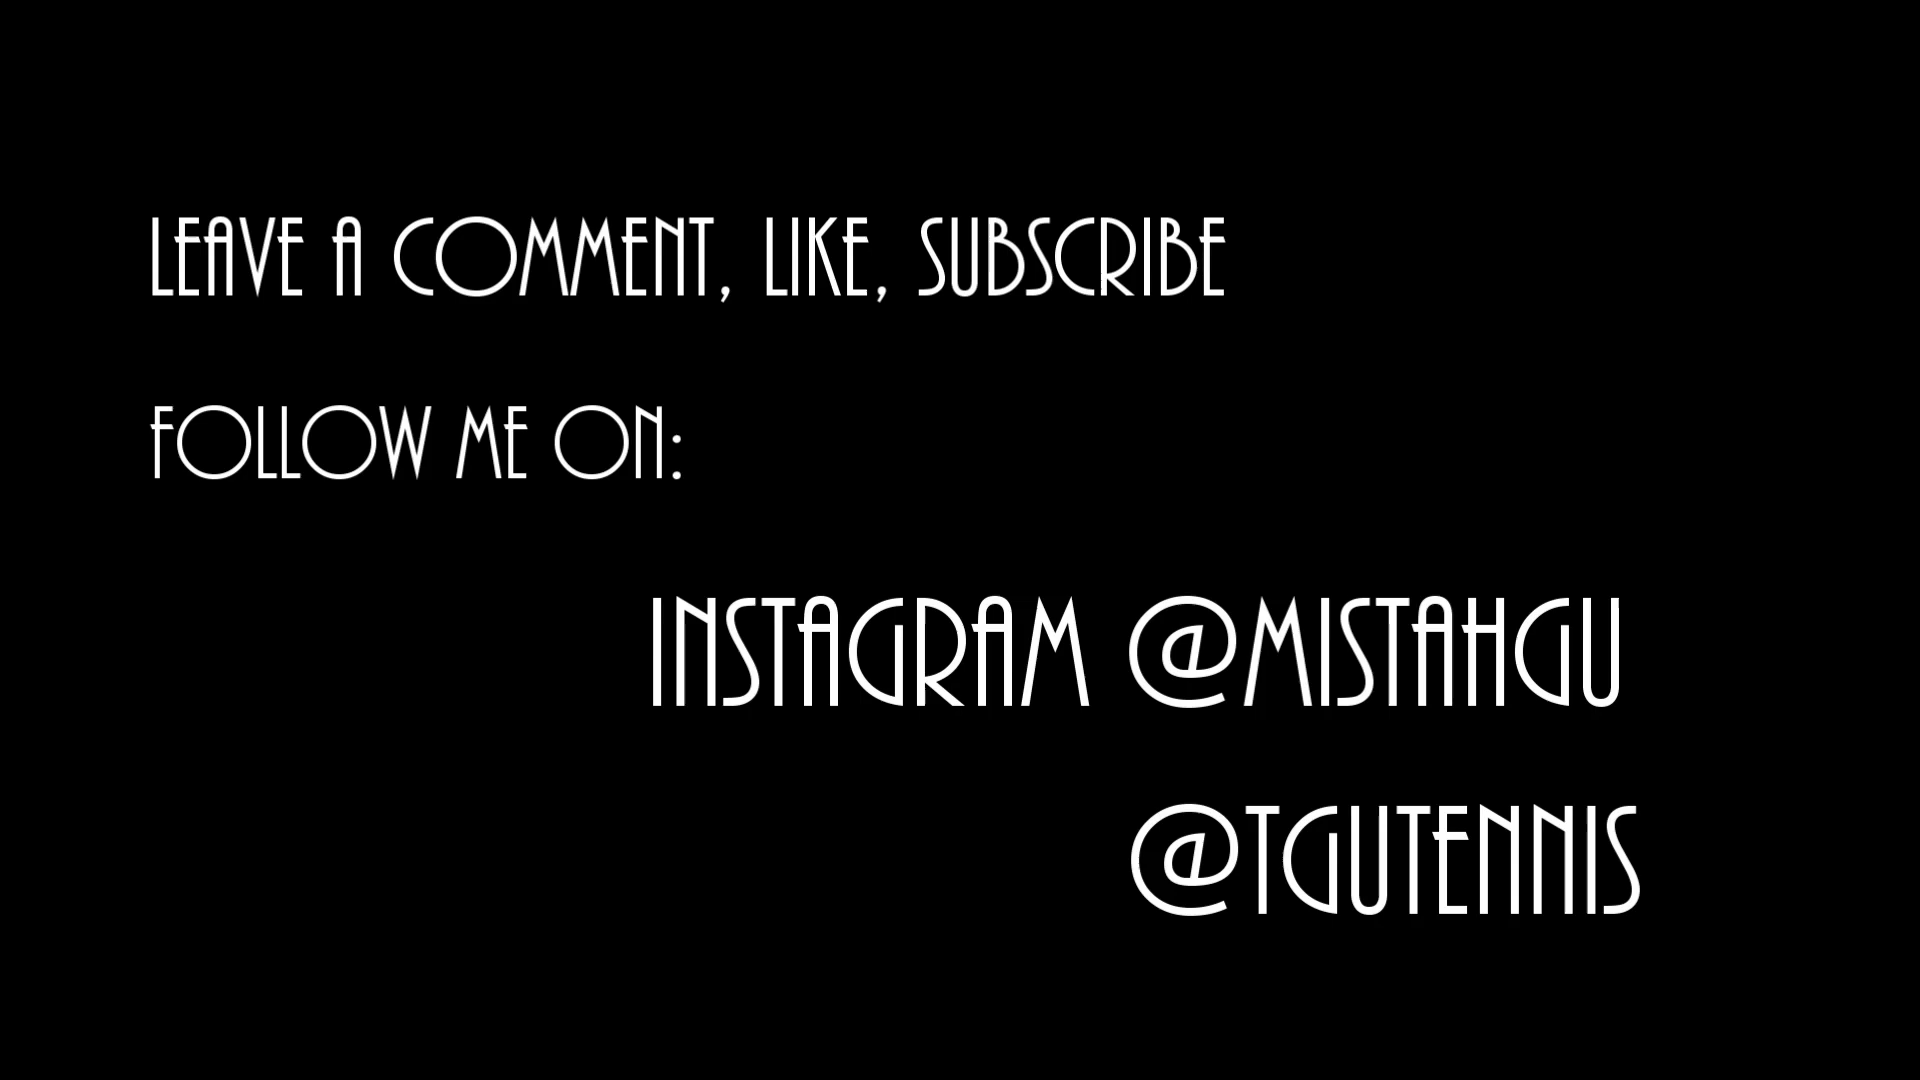 LEAVE A COMMENT, LIKE, SUBSCRIBE
FOLLOW ME ON:
INSTAGRAM @MISTAHGU
@TGUTENNIS